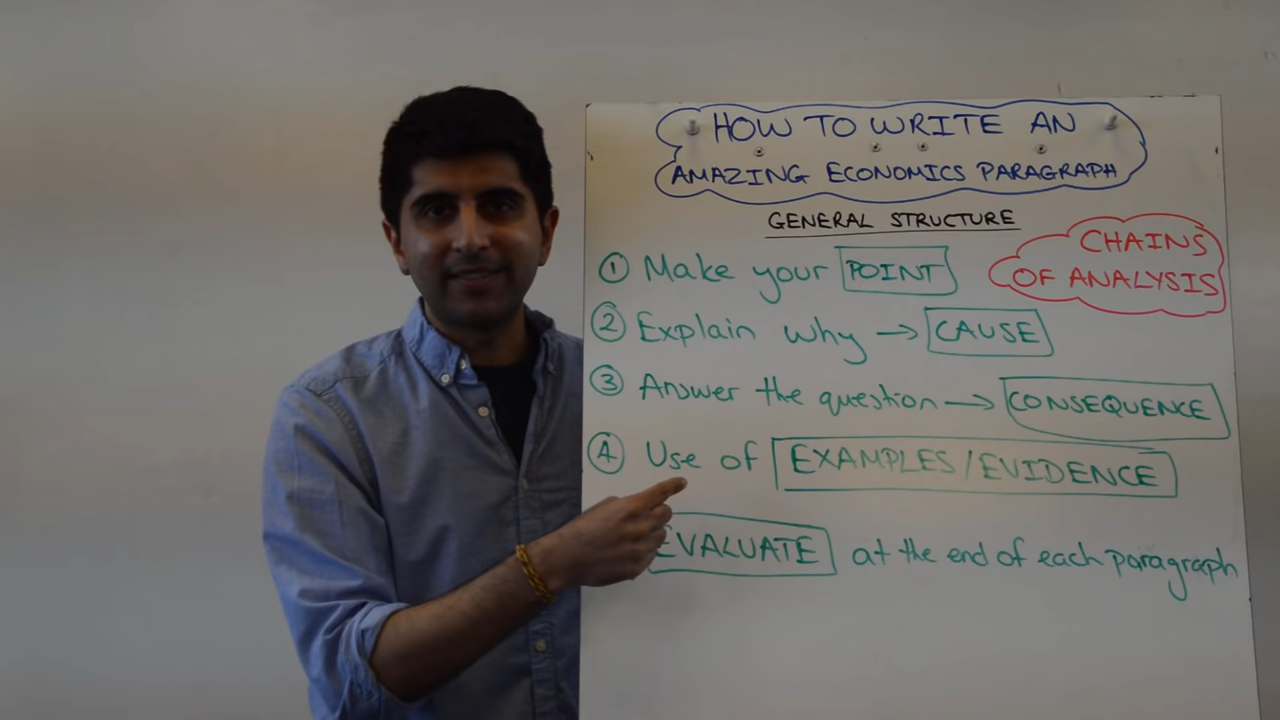 HOW TO WRITE AN
AMAZING ECONOMICS PARAGRAPH
GENERAL STRUCTURE
CHAINS
OF ANALYSIS
① Make your POINT
② Explain why → CAUSE
③ Answer the question → CONSEQUENCE
④ Use of EXAMPLES/EVIDENCE
EVALUATE at the end of each paragraph